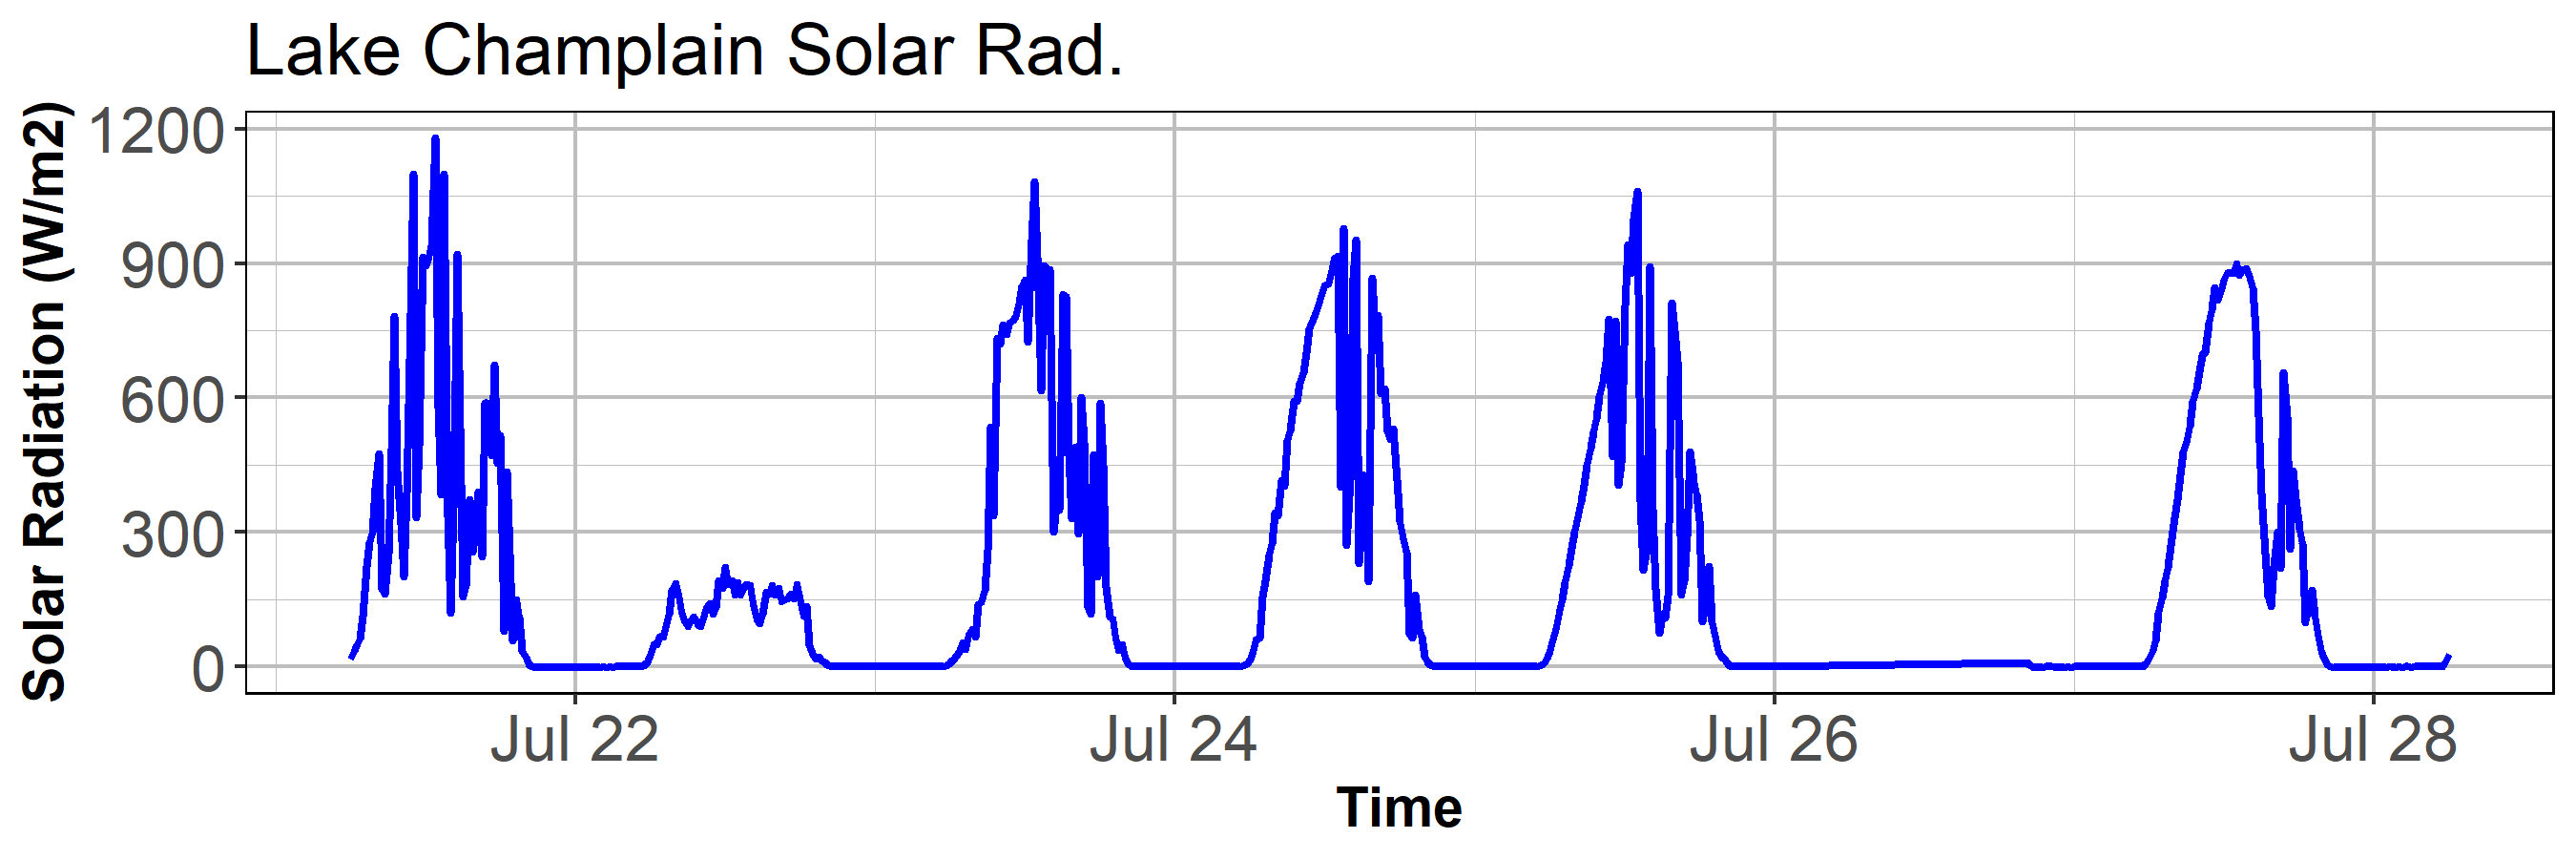 Lake Champlain Solar Rad.
Solar Radiation (W/m2)
1200
900
600
300
0
Jul 22 Jul 24 Jul 26 Jul 28
Time